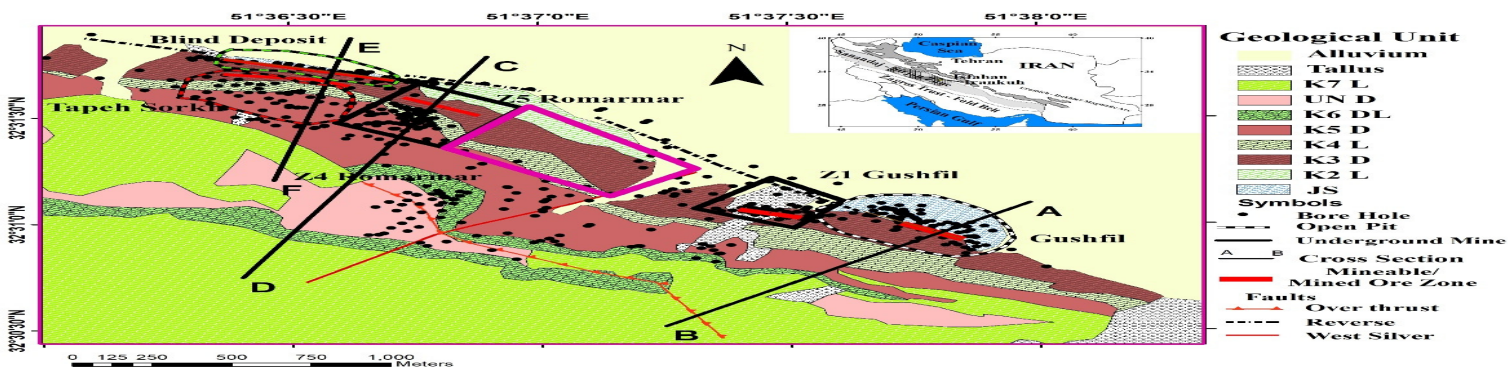 51°36'30"E 51°37'0"E 51°37'30"E 51°38'0"E
32°31'30"N
32°31'0"N
32°30'30"N
Blind Deposit
E
C
N
Z5 Romarmar
Tapeh Sorkh
F
Z4 Romarmar
Z1 Gushfil
A
Gushfil
D
B
Caspian Sea
Tehran
IRAN
Isfahan
Irankuh
Zagros Trust - Fold Belt
Persian Gulf
0 125 250 500 750 1,000
Meters
Geological Unit
Alluvium
Tallus
K7 L
UN D
K6 DL
K5 D
K4 L
K3 D
K2 L
JS
Symbols
Bore Hole
Open Pit
Underground Mine
A B Cross Section
Mineable/
Mined Ore Zone
Faults
Over thrust
Reverse
West Silver